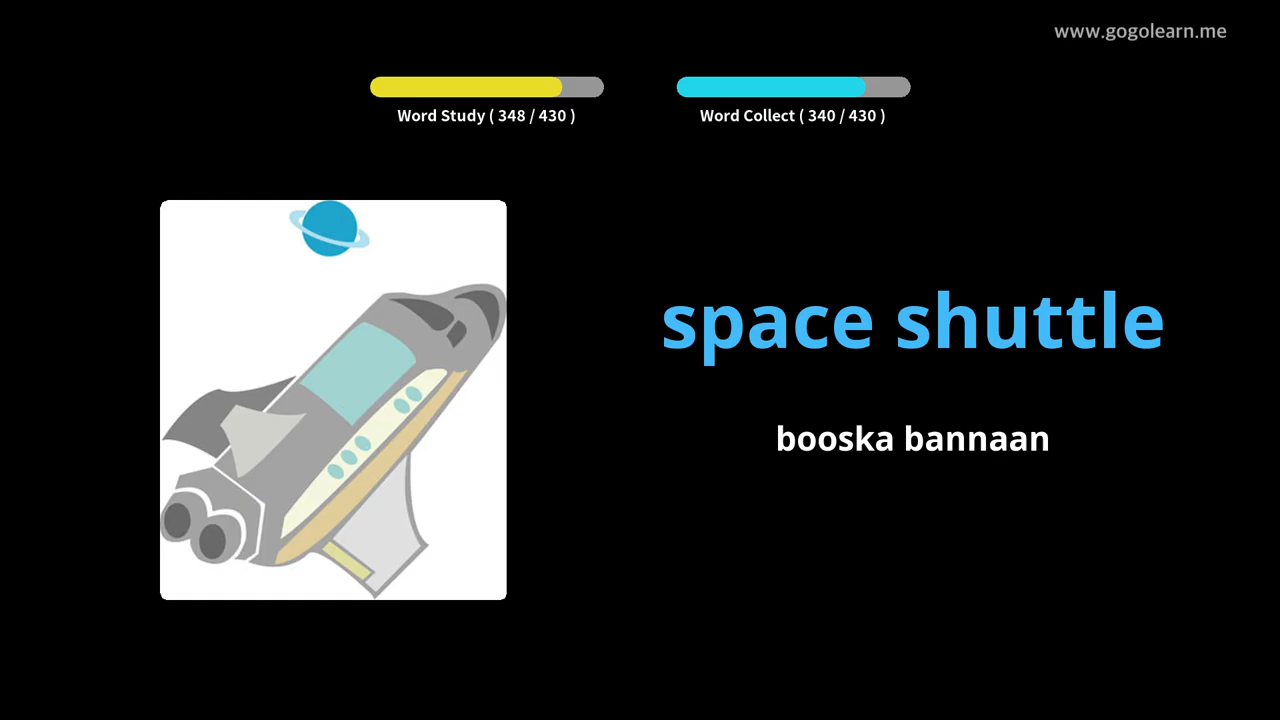 www.gogolearn.me
Word Study ( 348 / 430 )
Word Collect ( 340 / 430 )
space shuttle
booska bannaan